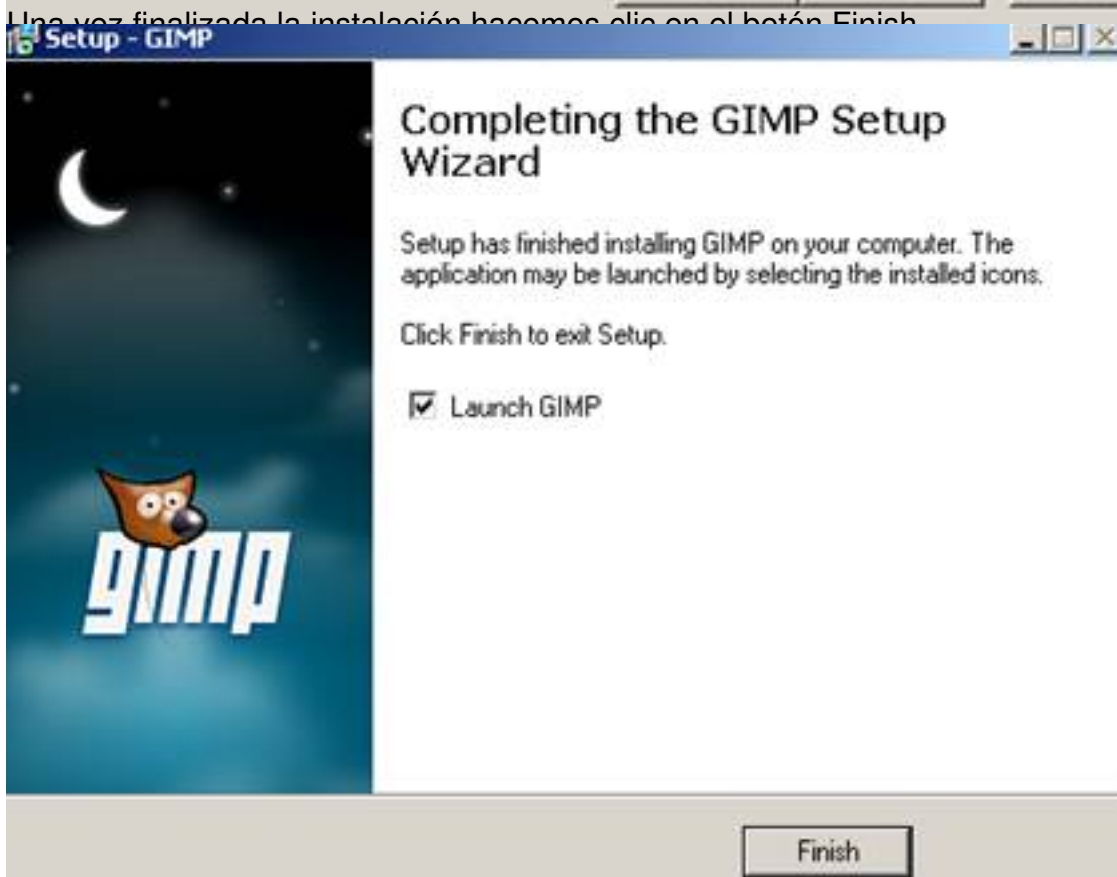 Una vez finalizada la instalación hacemos clic en el botón Finish
Setup - GIMP
Completing the GIMP Setup
Wizard
Setup has finished installing GIMP on your computer. The
application may be launched by selecting the installed icons.
Click Finish to exit Setup.
Launch GIMP
gimp
Finish